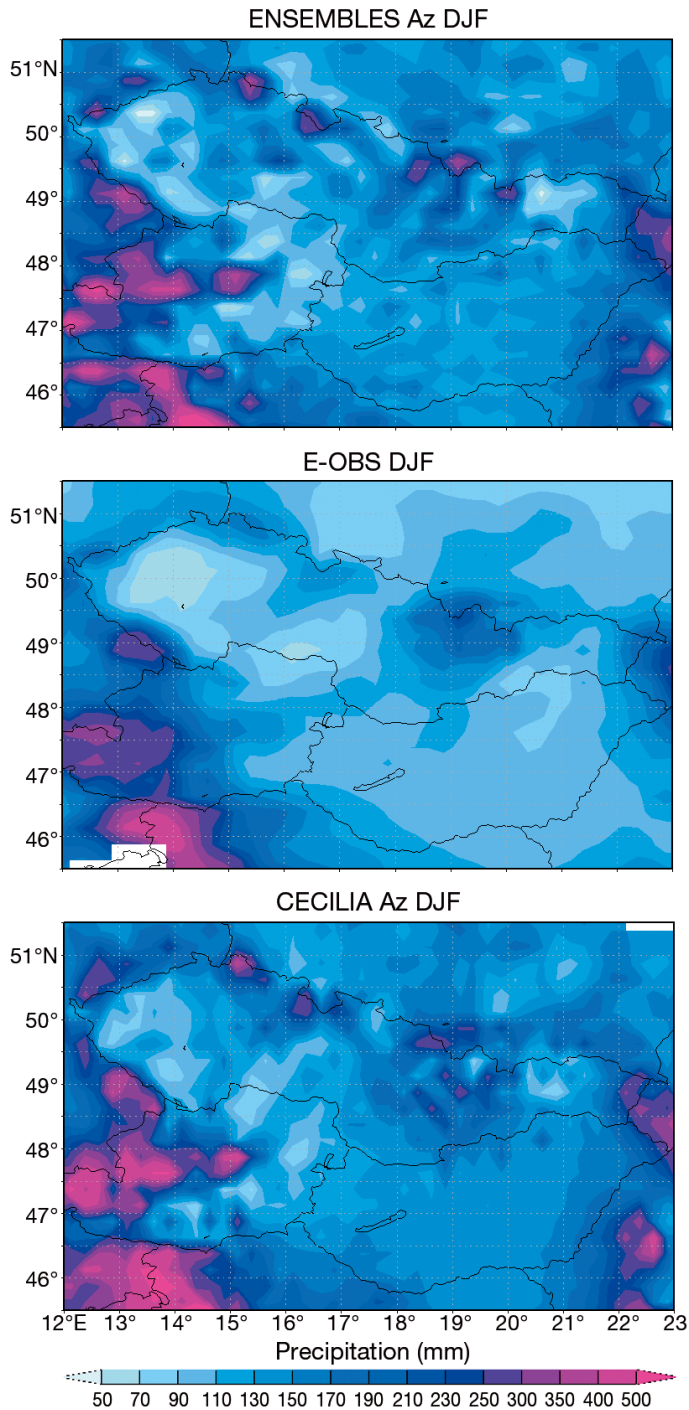 ENSEMBLES Az DJF
51°N
50°
49°
48°
47°
46°
E-OBS DJF
51°N
50°
49°
48°
47°
46°
CECILIA Az DJF
51°N
50°
49°
48°
47°
46°
12°E 13° 14° 15° 16° 17° 18° 19° 20° 21° 22° 23
Precipitation (mm)
50 70 90 110 130 150 170 190 210 230 250 300 350 400 500